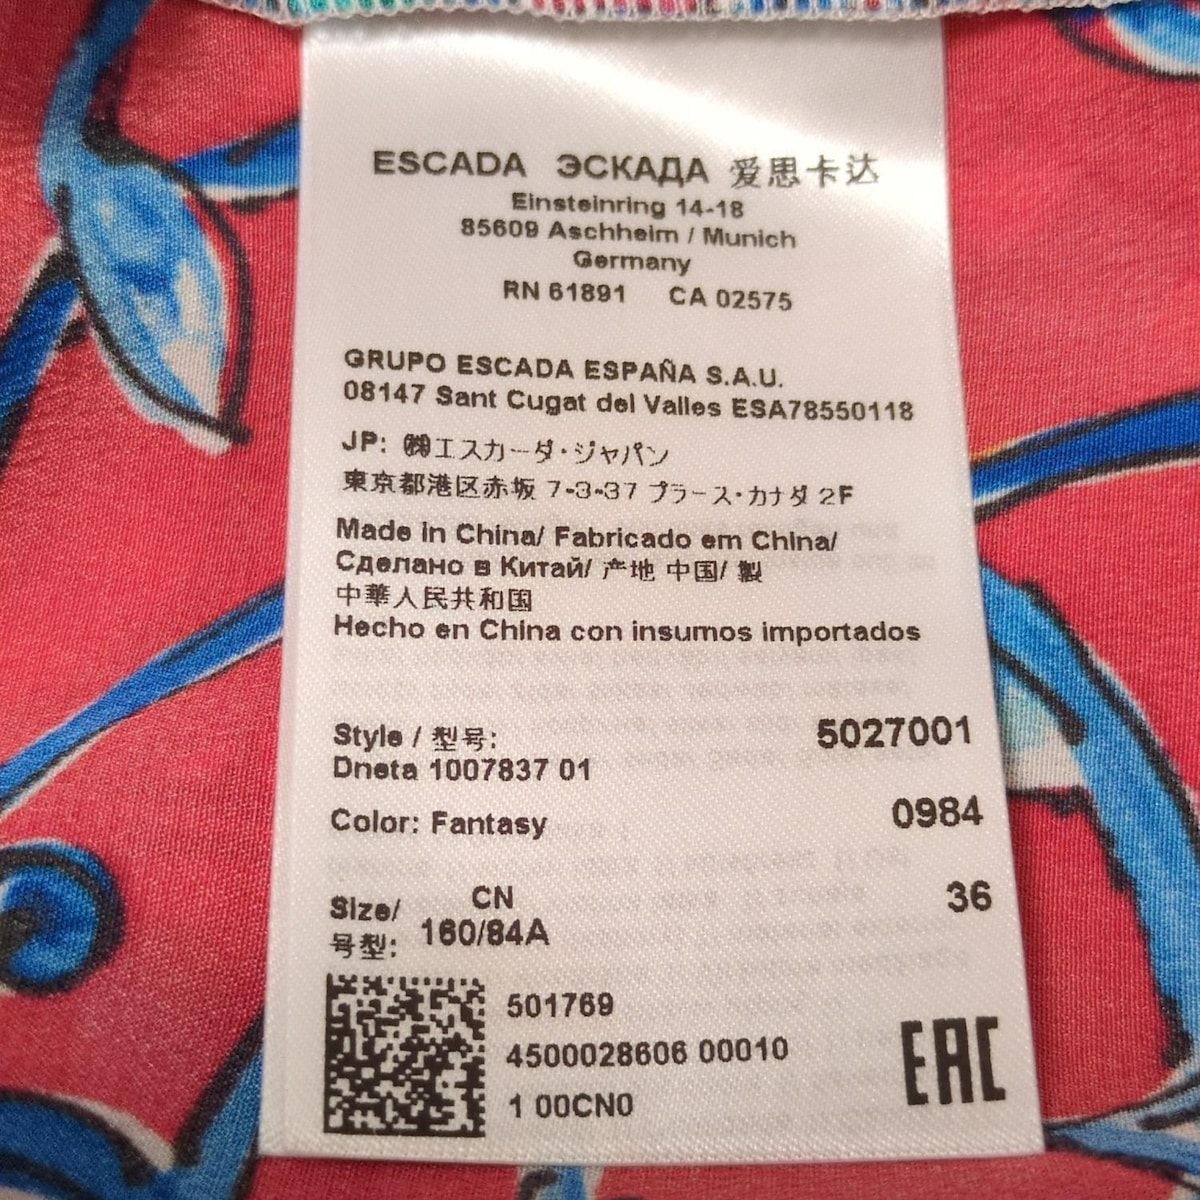 ESCADA ЭСКАДА 爱思卡达
Einsteinring 14-18
85609 Aschheim / Munich
Germany
RN 61891 CA 02575
GRUPO ESCADA ESPAÑA S.A.U.
08147 Sant Cugat del Valles ESA78550118
JP: ㈱エスカーダ・ジャパン
東京都港区赤坂 7-3-37 プラース・カナダ 2F
Made in China/ Fabricado em China/
Сделано в Китай/ 产地 中国/ 製
中華人民共和国
Hecho en China con insumos importados
Style / 型号: 5027001
Dneta 1007837 01
Color: Fantasy 0984
Size/ CN 36
号型: 160/84A
501769
4500028606 00010
1 00CN0
EAC